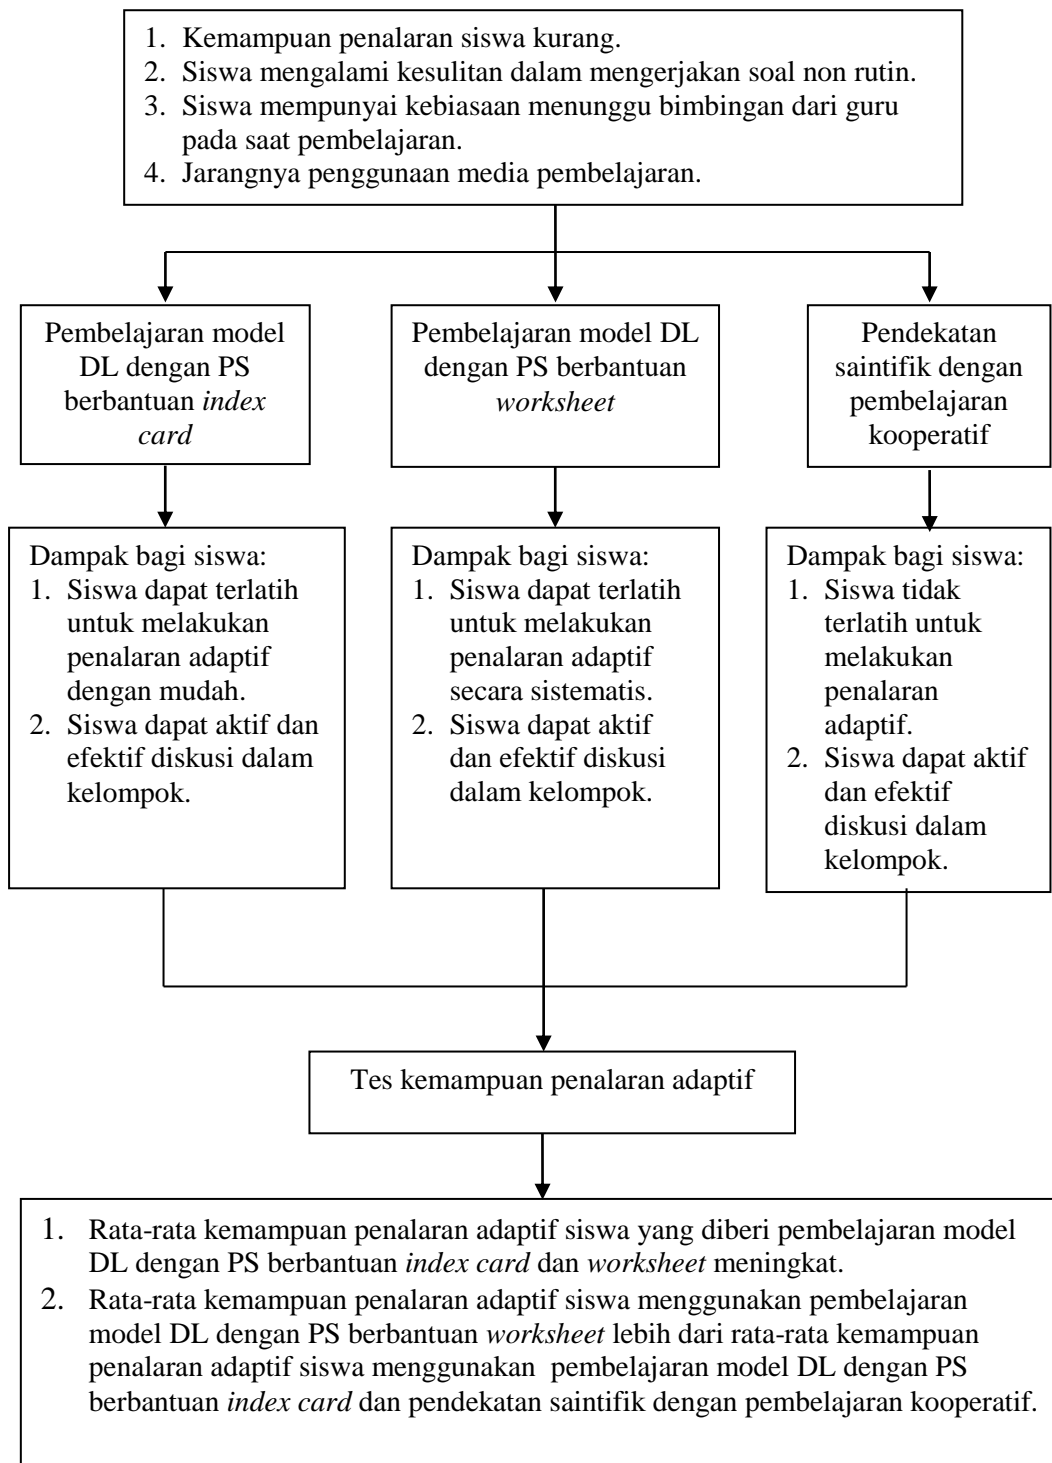 1. Kemampuan penalaran siswa kurang.
2. Siswa mengalami kesulitan dalam mengerjakan soal non rutin.
3. Siswa mempunyai kebiasaan menunggu bimbingan dari guru
pada saat pembelajaran.
4. Jarangnya penggunaan media pembelajaran.
Pembelajaran model
DL dengan PS
berbantuan index
card
Pembelajaran model DL
dengan PS berbantuan
worksheet
Pendekatan
saintifik dengan
pembelajaran
kooperatif
Dampak bagi siswa:
1. Siswa dapat terlatih
untuk melakukan
penalaran adaptif
dengan mudah.
2. Siswa dapat aktif dan
efektif diskusi dalam
kelompok.
Dampak bagi siswa:
1. Siswa dapat terlatih
untuk melakukan
penalaran adaptif
secara sistematis.
2. Siswa dapat aktif
dan efektif diskusi
dalam kelompok.
Dampak bagi siswa:
1. Siswa tidak
terlatih untuk
melakukan
penalaran
adaptif.
2. Siswa dapat aktif
dan efektif
diskusi dalam
kelompok.
Tes kemampuan penalaran adaptif
1. Rata-rata kemampuan penalaran adaptif siswa yang diberi pembelajaran model
DL dengan PS berbantuan index card dan worksheet meningkat.
2. Rata-rata kemampuan penalaran adaptif siswa menggunakan pembelajaran
model DL dengan PS berbantuan worksheet lebih dari rata-rata kemampuan
penalaran adaptif siswa menggunakan pembelajaran model DL dengan PS
berbantuan index card dan pendekatan saintifik dengan pembelajaran kooperatif.